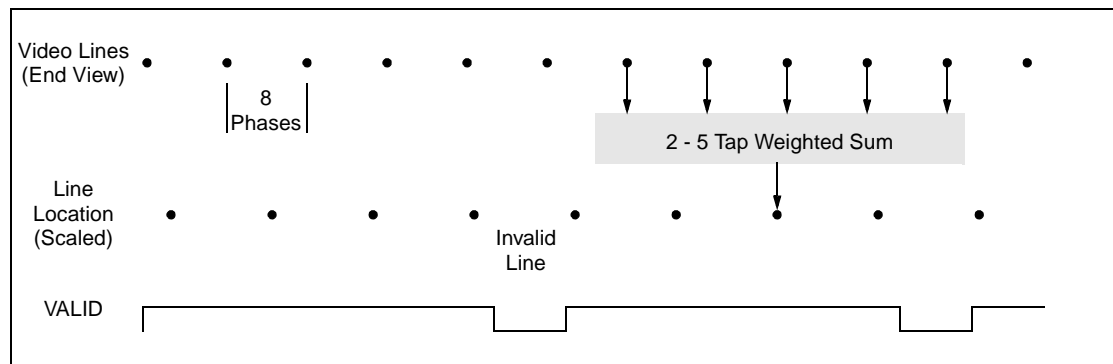 Video Lines
(End View)
8
Phases
2 - 5 Tap Weighted Sum
Line
Location
(Scaled)
Invalid
Line
VALID